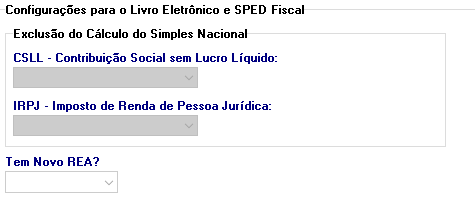 Configurações para o Livro Eletrônico e SPED Fiscal
Exclusão do Cálculo do Simples Nacional
CSLL - Contribuição Social sem Lucro Líquido:
IRPJ - Imposto de Renda de Pessoa Jurídica:
Tem Novo REA?